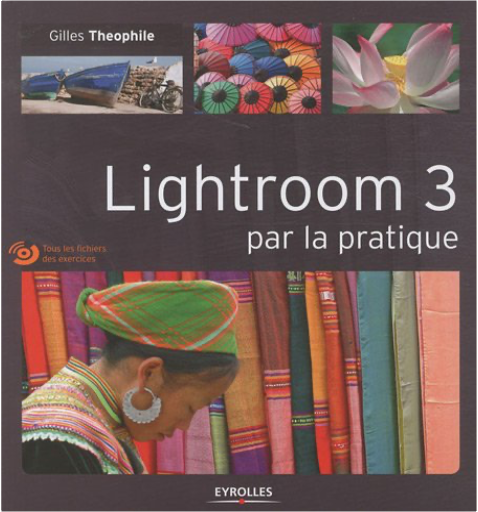 Gilles Theophile
Lightroom 3
par la pratique
Tous les fichiers
des exercices
EYROLLES